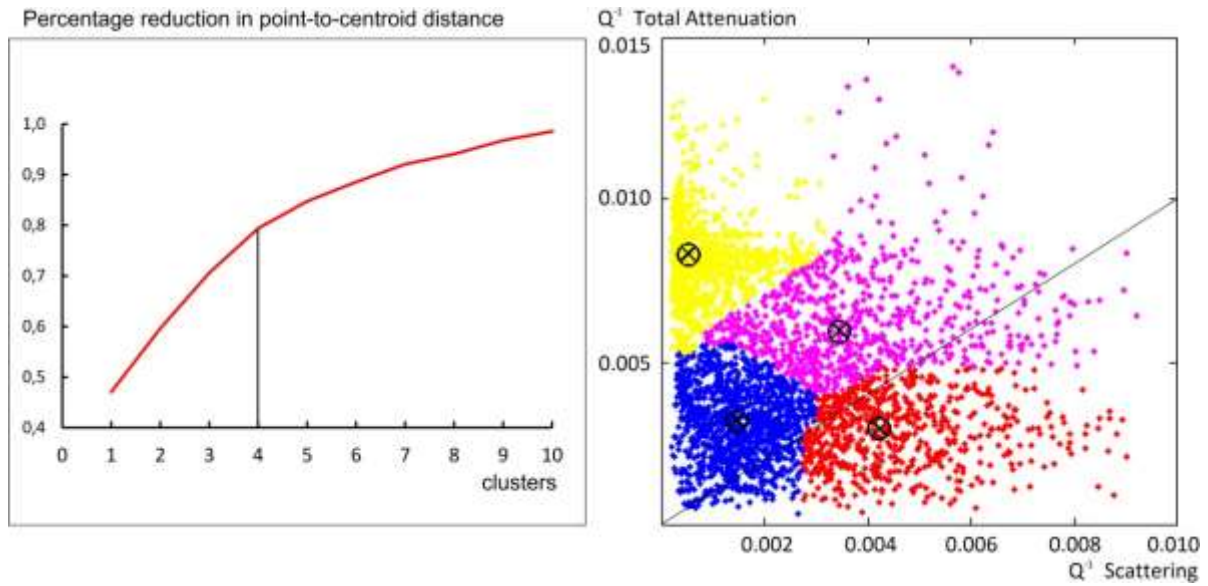 Percentage reduction in point-to-centroid distance
1,0
0,9
0,8
0,7
0,6
0,5
0,4
0 1 2 3 4 5 6 7 8 9 10
clusters
Q⁻¹ Total Attenuation
0.015
0.010
0.005
0.002 0.004 0.006 0.008 0.010
Q⁻¹ Scattering